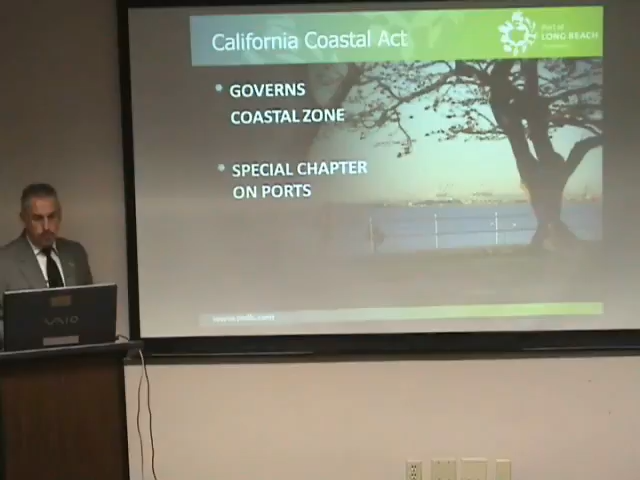 California Coastal Act
Port of
LONG BEACH
• GOVERNS
COASTAL ZONE
• SPECIAL CHAPTER
ON PORTS
VAIO